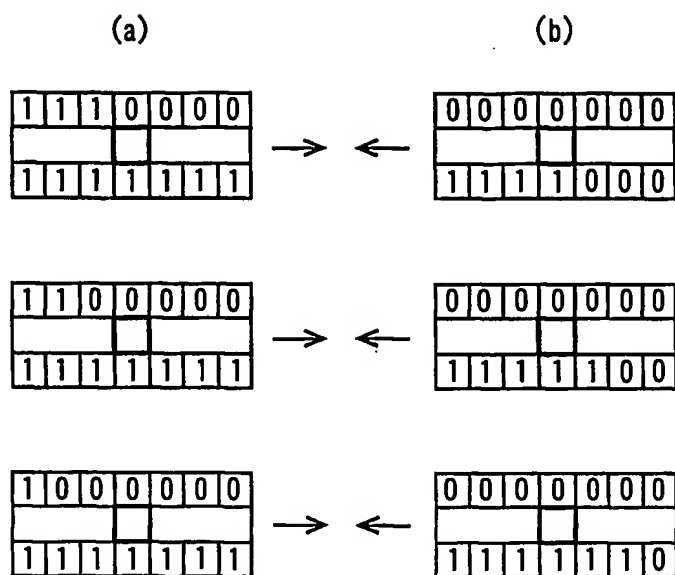 (a) (b)
1 1 1 0 0 0 0 0 0 0 0 0 0 0
1 1 1 1 1 1 1 1 1 1 1 0 0 0
1 1 0 0 0 0 0 0 0 0 0 0 0 0
1 1 1 1 1 1 1 1 1 1 1 1 0 0
1 0 0 0 0 0 0 0 0 0 0 0 0 0
1 1 1 1 1 1 1 1 1 1 1 1 1 0